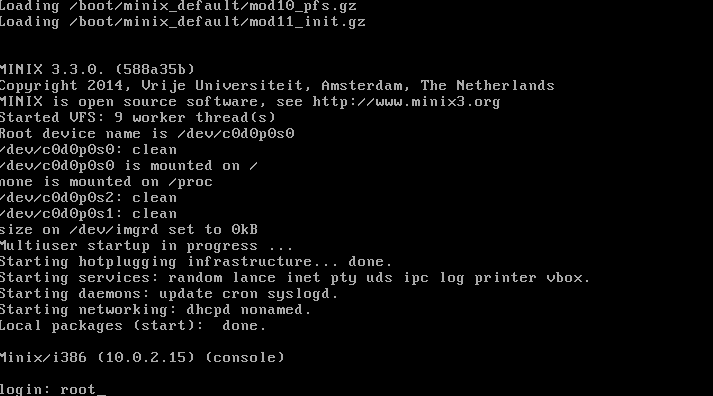 Loading /boot/minix_default/mod10_pfs.gz
Loading /boot/minix_default/mod11_init.gz
MINIX 3.3.0. (588a35b)
Copyright 2014, Vrije Universiteit, Amsterdam, The Netherlands
MINIX is open source software, see http://www.minix3.org
Started VFS: 9 worker thread(s)
Root device name is /dev/c0d0p0s0
/dev/c0d0p0s0: clean
/dev/c0d0p0s0 is mounted on /
none is mounted on /proc
/dev/c0d0p0s2: clean
/dev/c0d0p0s1: clean
size on /dev/imgrd set to 0kB
Multiuser startup in progress ...
Starting hotplugging infrastructure... done.
Starting services: random lance inet pty uds ipc log printer vbox.
Starting daemons: update cron syslogd.
Starting networking: dhcpd nonamed.
Local packages (start):  done.
Minix/i386 (10.0.2.15) (console)
login: root_